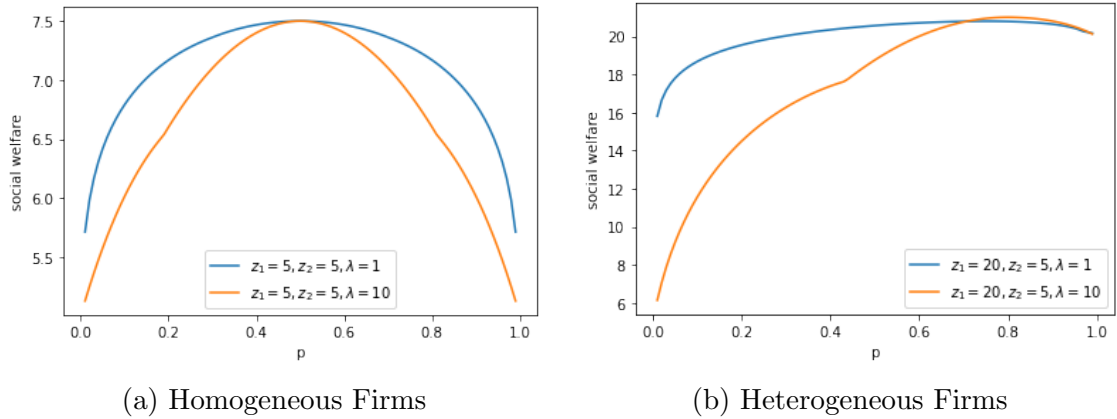 7.5
7.0
6.5
6.0
5.5
social welfare
0.0 0.2 0.4 0.6 0.8 1.0
p
z₁ = 5, z₂ = 5, λ = 1
z₁ = 5, z₂ = 5, λ = 10
(a) Homogeneous Firms
20
18
16
14
12
10
8
6
social welfare
0.0 0.2 0.4 0.6 0.8 1.0
p
z₁ = 20, z₂ = 5, λ = 1
z₁ = 20, z₂ = 5, λ = 10
(b) Heterogeneous Firms